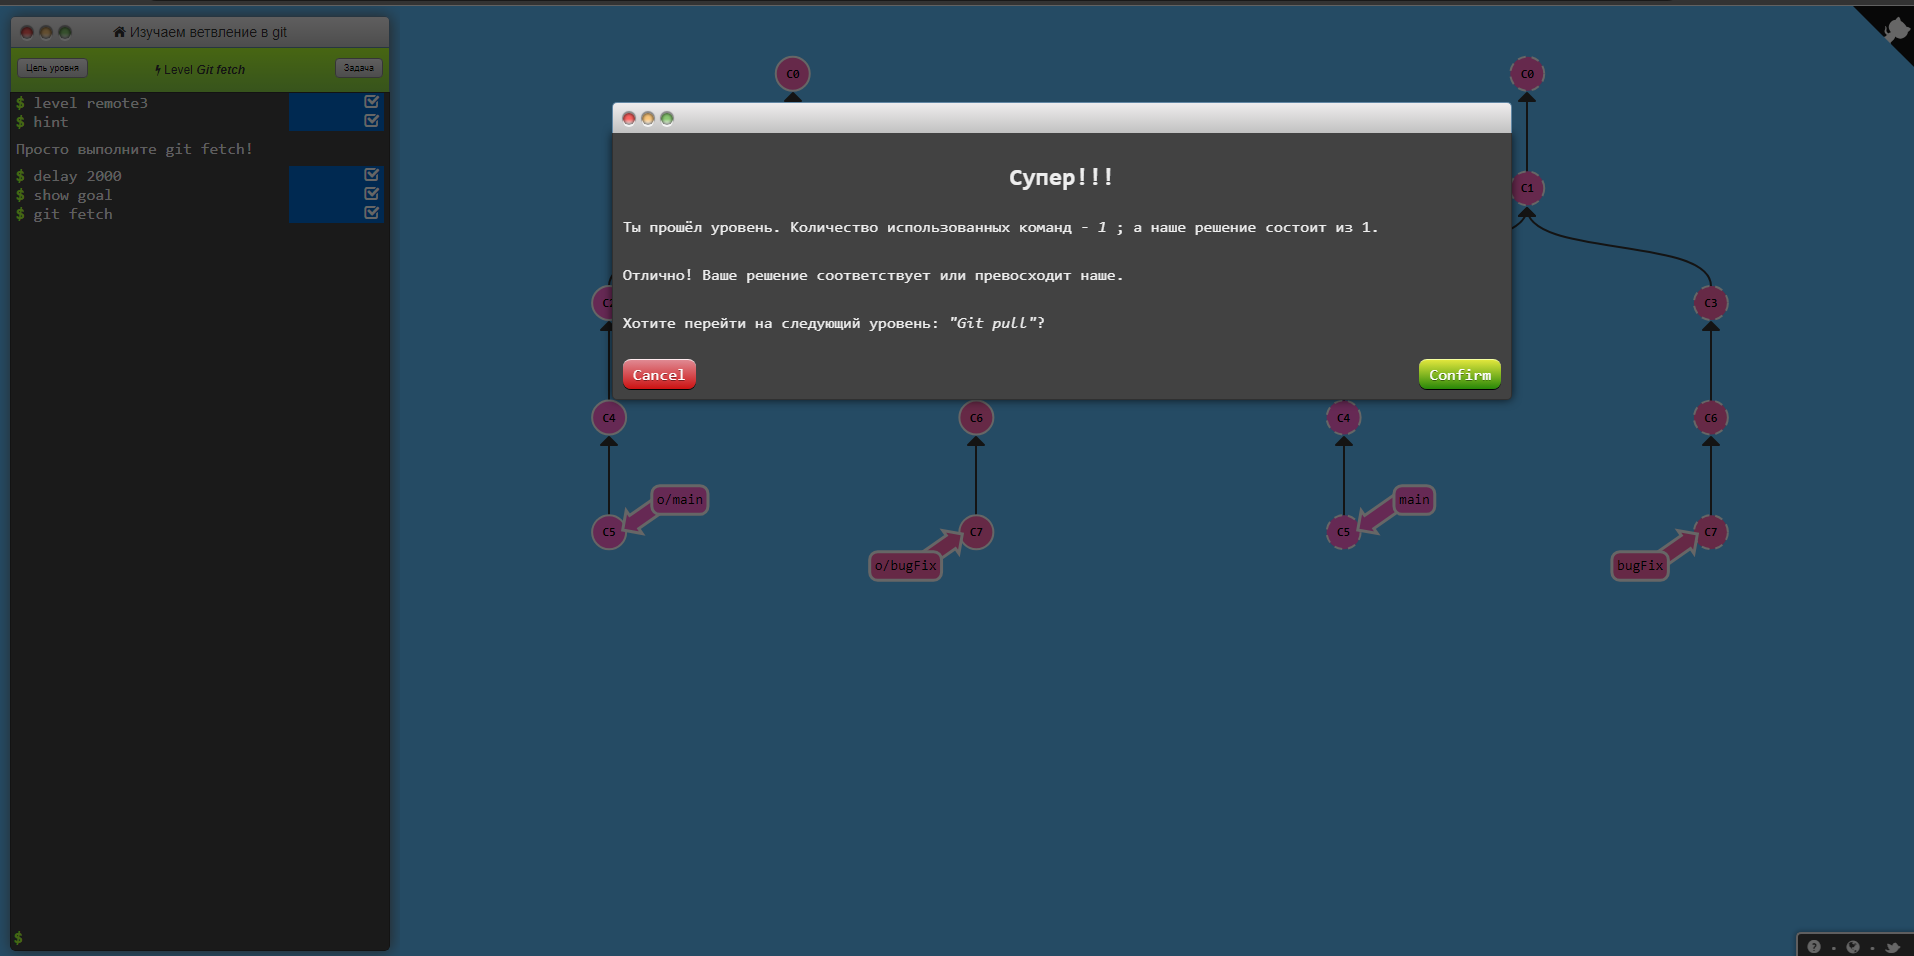 Изучаем ветвление в git
Цель уровня
Level Git fetch
Задача
$ level remote3
$ hint
Просто выполните git fetch!
$ delay 2000
$ show goal
$ git fetch
$
C0
C0
C1
Супер!!!
Ты прошёл уровень. Количество использованных команд - 1 ; а наше решение состоит из 1.
Отлично! Ваше решение соответствует или превосходит наше.
Хотите перейти на следующий уровень: "Git pull"?
Cancel
Confirm
C3
C4
C6
C4
C6
o/main
main
C5
C7
C5
C7
o/bugFix
bugFix